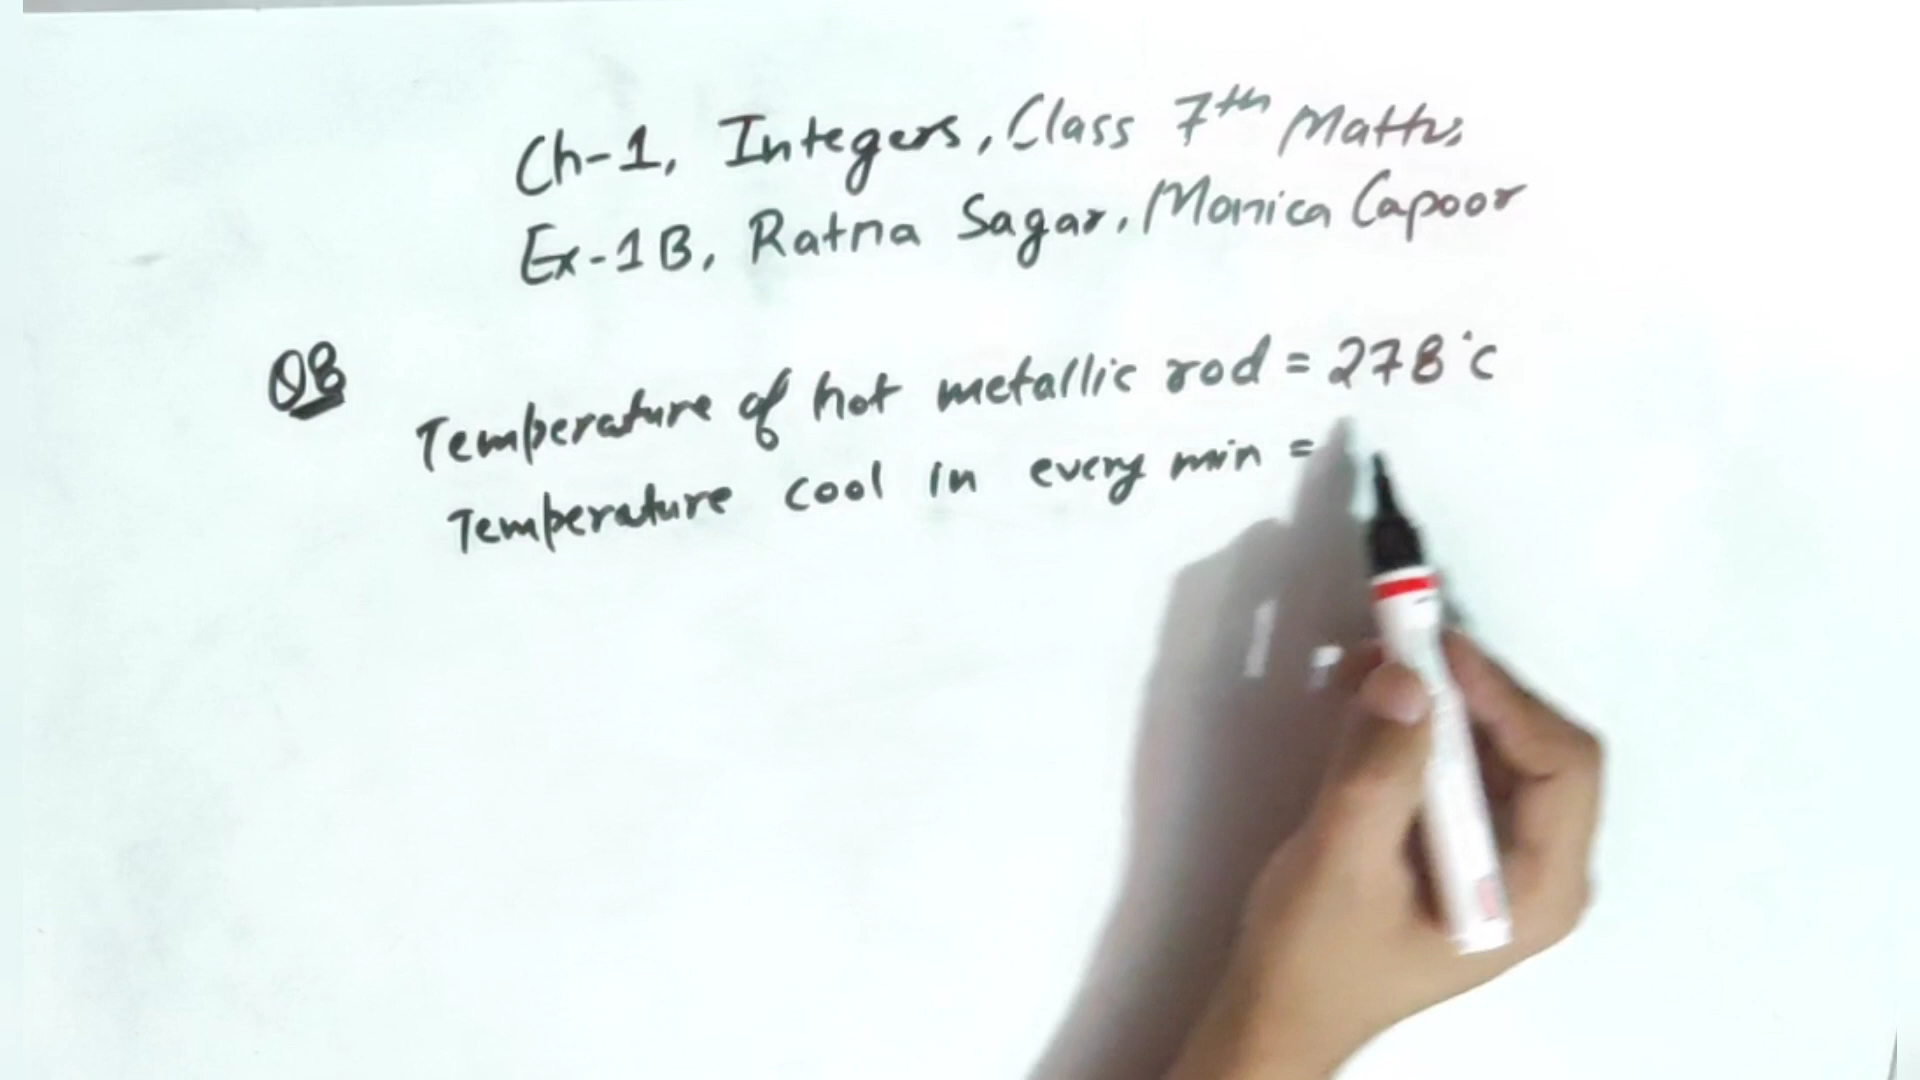 Ch-1, Integers, Class 7th Maths
Ex-1B, Ratna Sagar, Monica Capoor
Q8
Temperature of hot metallic rod = 278°C
Temperature cool in every min =